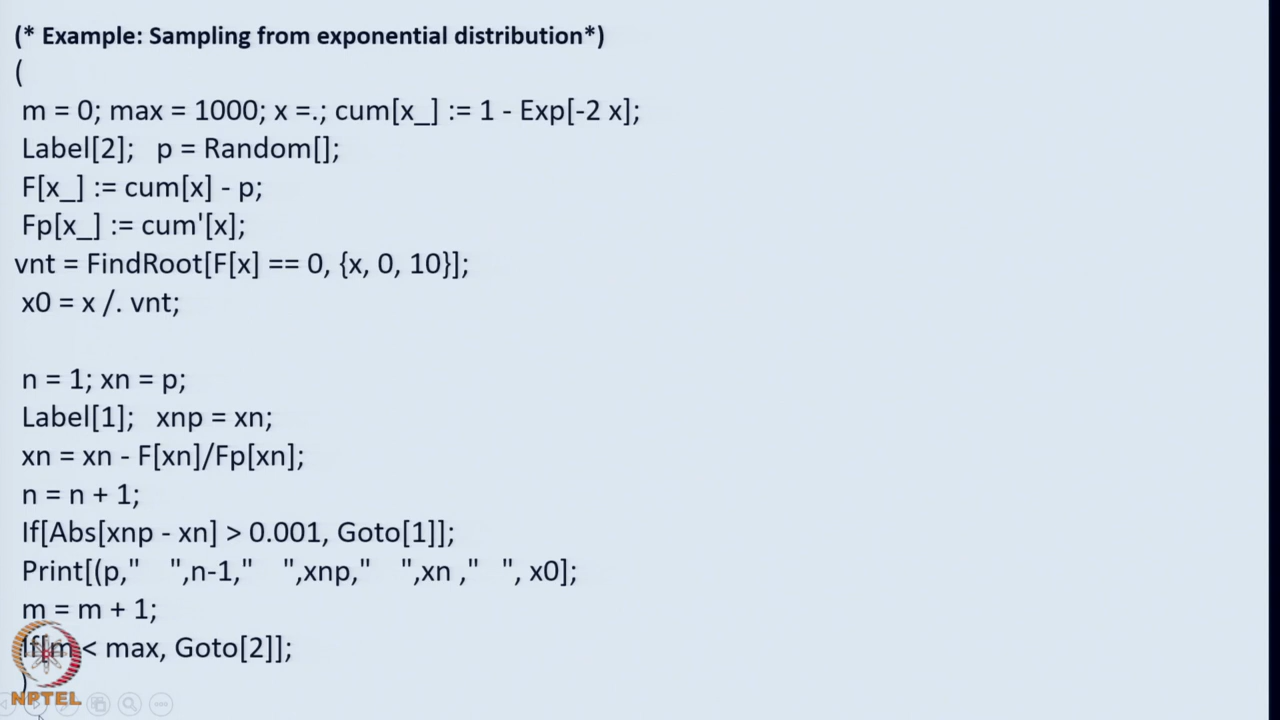 (* Example: Sampling from exponential distribution*)
(
m = 0; max = 1000; x =.; cum[x_] := 1 - Exp[-2 x];
Label[2];   p = Random[];
F[x_] := cum[x] - p;
Fp[x_] := cum'[x];
vnt = FindRoot[F[x] == 0, {x, 0, 10}];
x0 = x /. vnt;
n = 1; xn = p;
Label[1];   xnp = xn;
xn = xn - F[xn]/Fp[xn];
n = n + 1;
If[Abs[xnp - xn] > 0.001, Goto[1]];
Print[(p,"    ",n-1,"    ",xnp,"    ",xn ,"   ", x0];
m = m + 1;
If[m < max, Goto[2]];
)
NPTEL